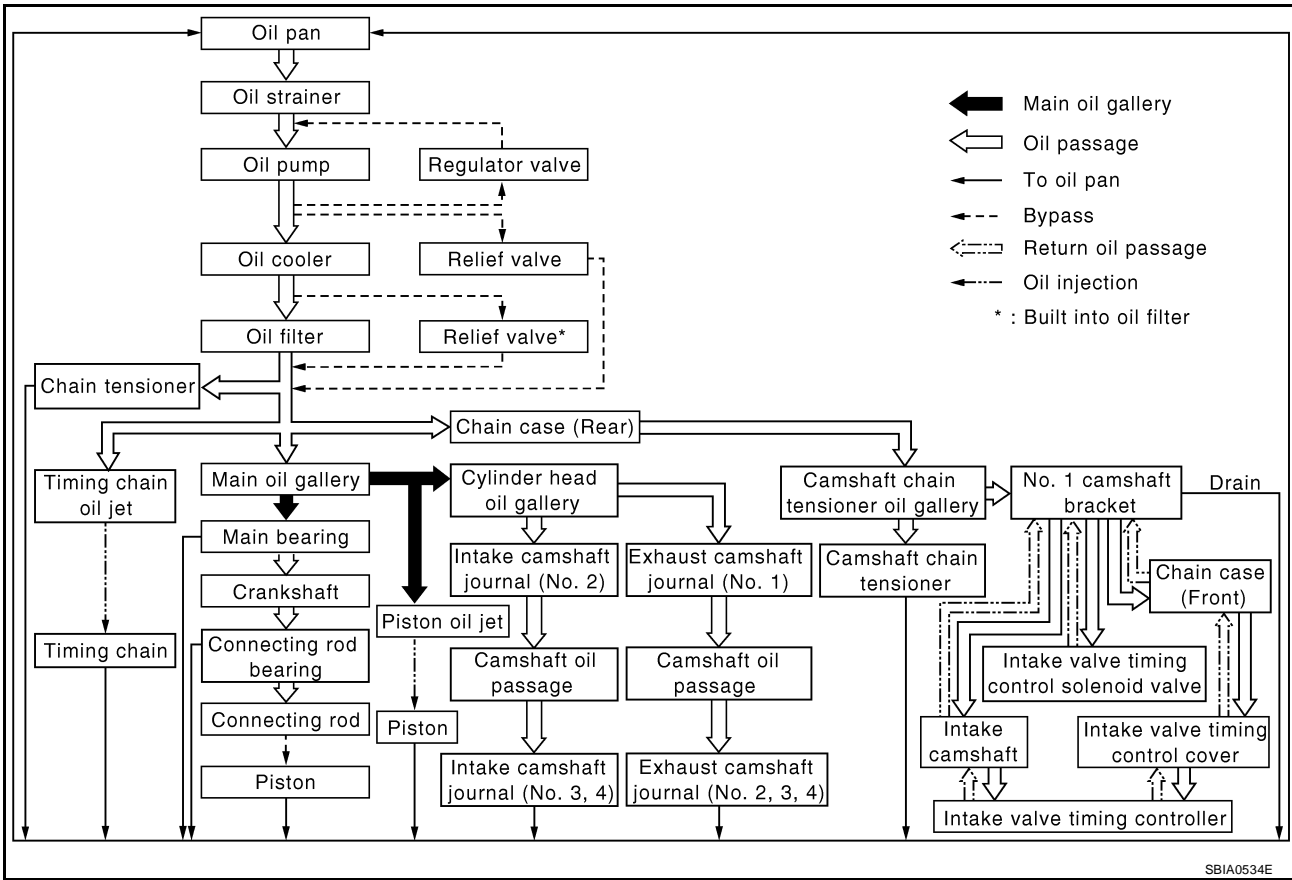 Oil pan
Oil strainer
Oil pump
Regulator valve
Oil cooler
Relief valve
Oil filter
Relief valve*
Main oil gallery
Oil passage
To oil pan
Bypass
Return oil passage
Oil injection
* : Built into oil filter
Chain tensioner
Chain case (Rear)
Timing chain
oil jet
Main oil gallery
Cylinder head
oil gallery
Camshaft chain
tensioner oil gallery
No. 1 camshaft
bracket
Drain
Main bearing
Intake camshaft
journal (No. 2)
Exhaust camshaft
journal (No. 1)
Camshaft chain
tensioner
Chain case
(Front)
Crankshaft
Piston oil jet
Timing chain
Connecting rod
bearing
Camshaft oil
passage
Camshaft oil
passage
Intake valve timing
control solenoid valve
Connecting rod
Piston
Intake
camshaft
Intake valve timing
control cover
Piston
Intake camshaft
journal (No. 3, 4)
Exhaust camshaft
journal (No. 2, 3, 4)
Intake valve timing controller
SBIA0534E